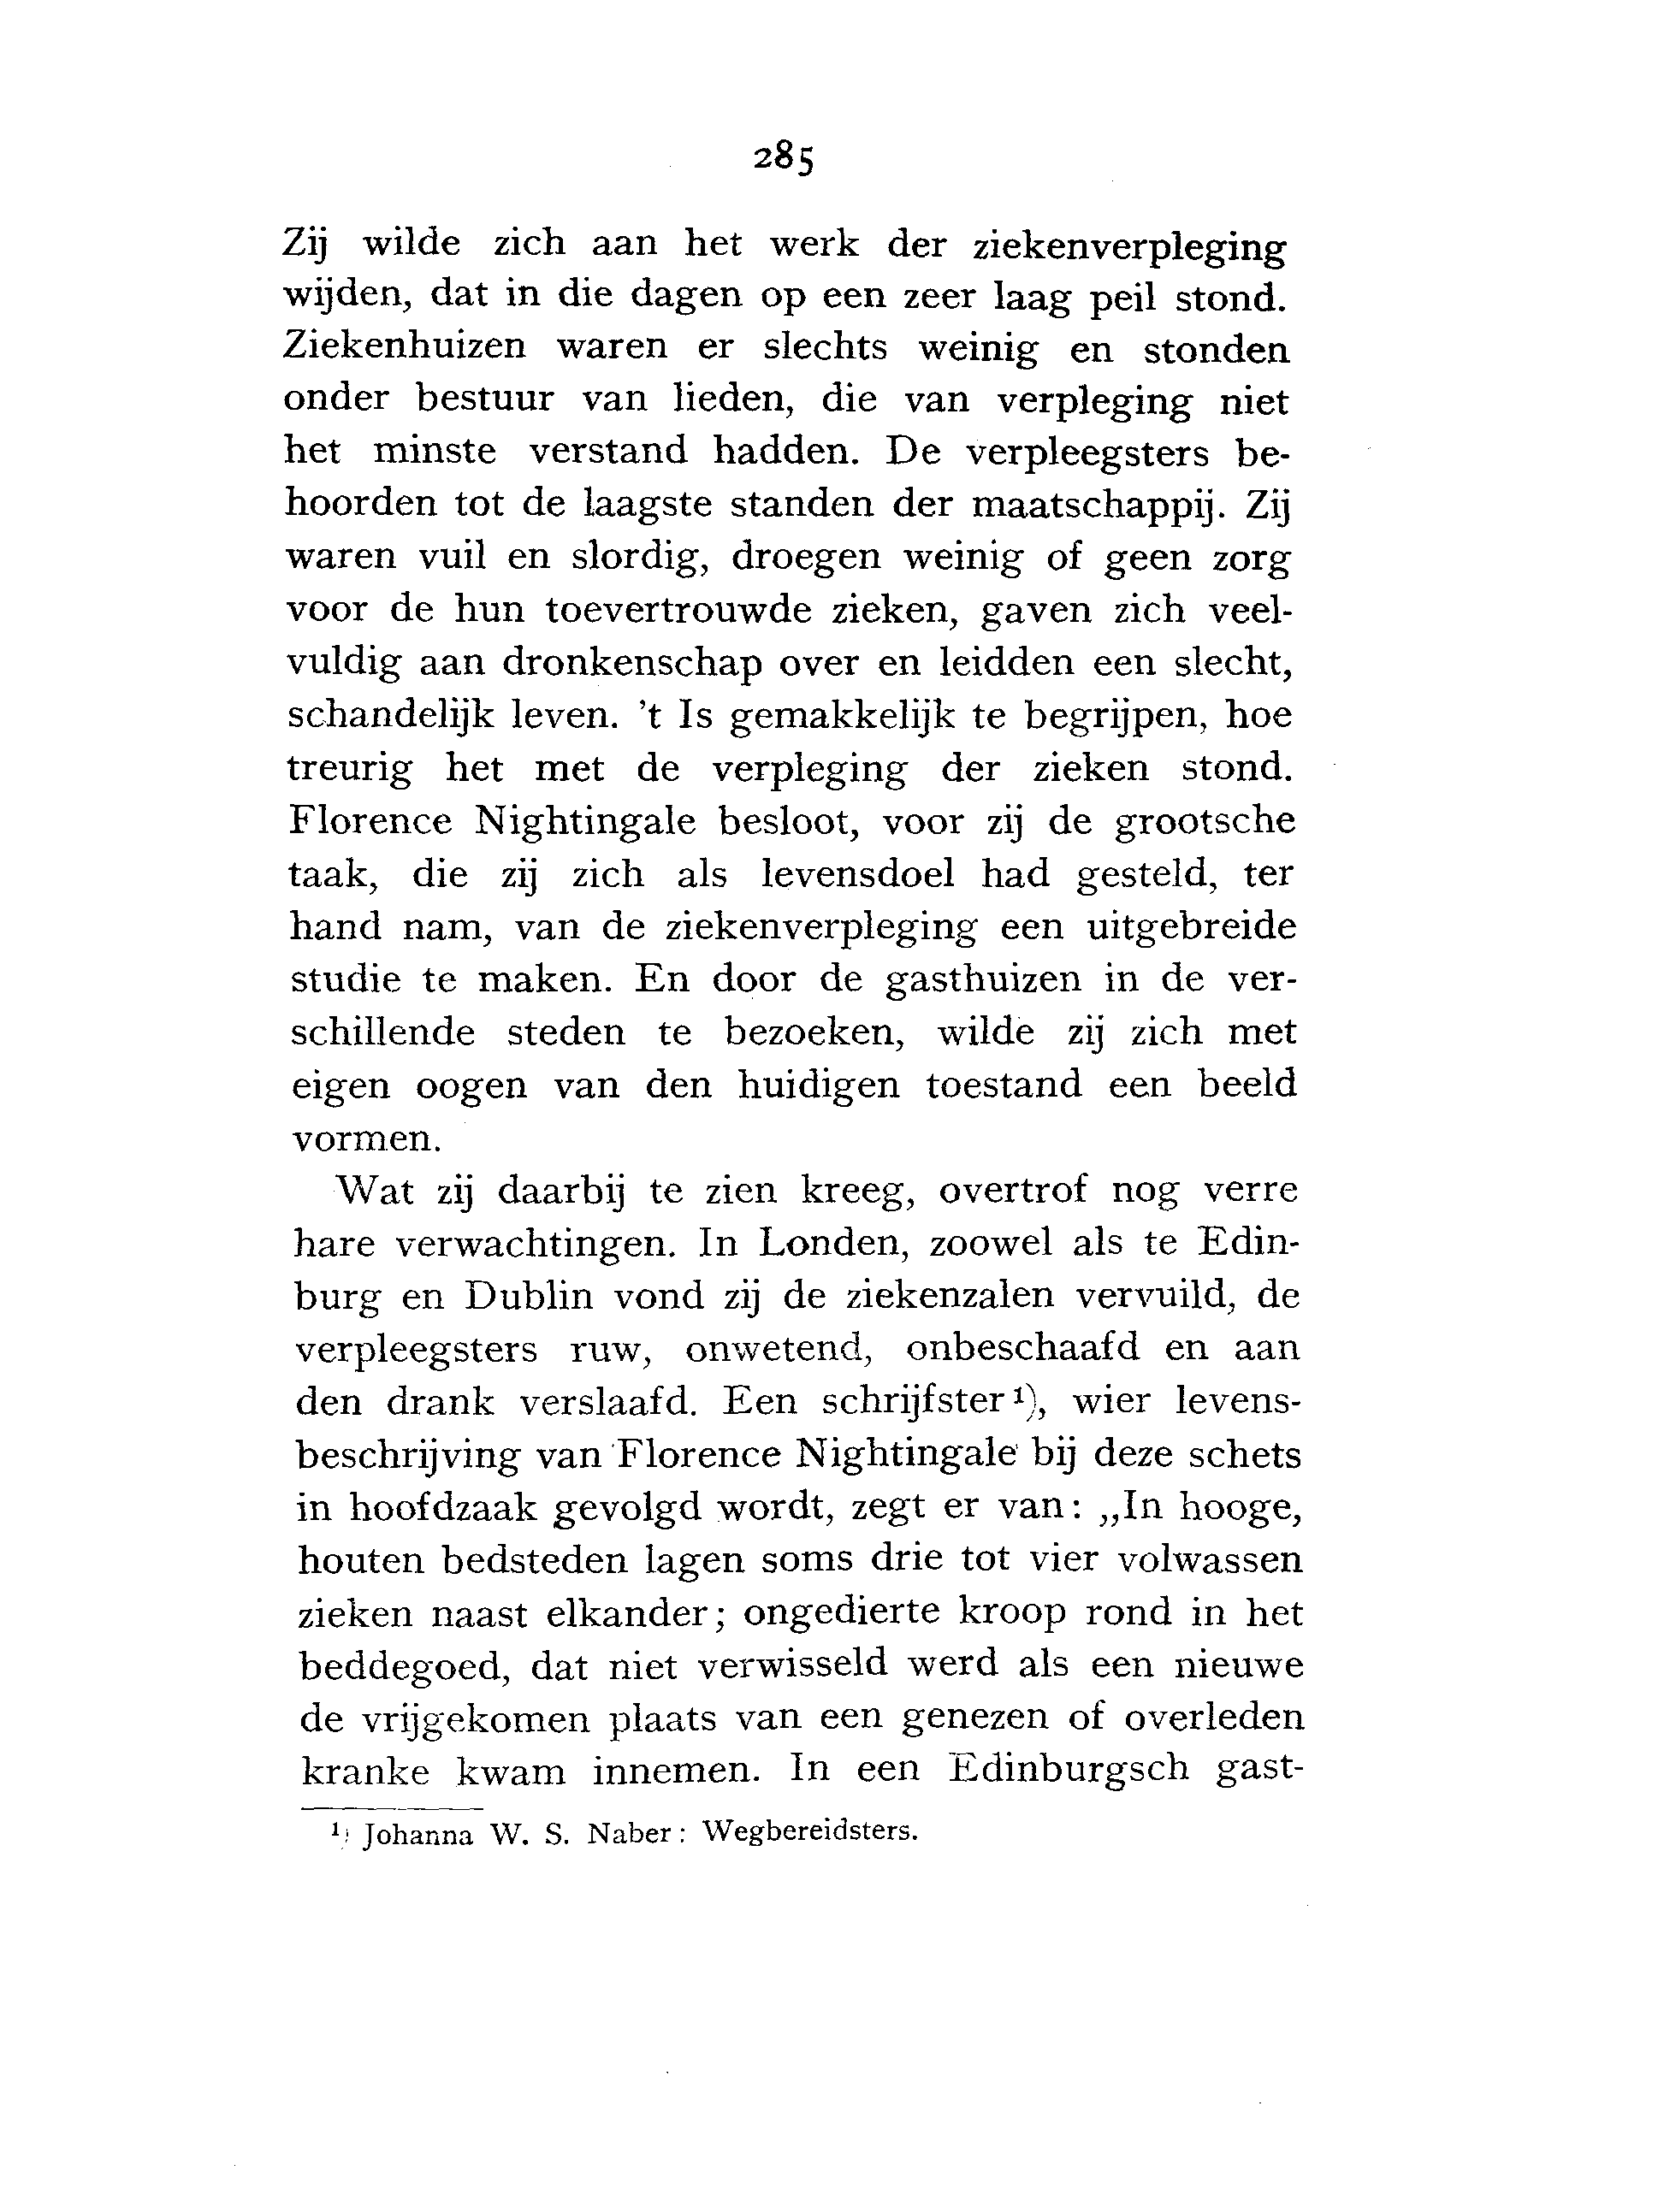 285
Zij wilde zich aan het werk der ziekenverpleging
wijden, dat in die dagen op een zeer laag peil stond.
Ziekenhuizen waren er slechts weinig en stonden
onder bestuur van lieden, die van verpleging niet
het minste verstand hadden. De verpleegsters be-
hoorden tot de laagste standen der maatschappij. Zij
waren vuil en slordig, droegen weinig of geen zorg
voor de hun toevertrouwde zieken, gaven zich veel-
vuldig aan dronkenschap over en leidden een slecht,
schandelijk leven. 't Is gemakkelijk te begrijpen, hoe
treurig het met de verpleging der zieken stond.
Florence Nightingale besloot, voor zij de grootsche
taak, die zij zich als levensdoel had gesteld, ter
hand nam, van de ziekenverpleging een uitgebreide
studie te maken. En door de gasthuizen in de ver-
schillende steden te bezoeken, wilde zij zich met
eigen oogen van den huidigen toestand een beeld
vormen.
Wat zij daarbij te zien kreeg, overtrof nog verre
hare verwachtingen. In Londen, zoowel als te Edin-
burg en Dublin vond zij de ziekenzalen vervuild, de
verpleegsters ruw, onwetend, onbeschaafd en aan
den drank verslaafd. Een schrijfster ¹), wier levens-
beschrijving van Florence Nightingale bij deze schets
in hoofdzaak gevolgd wordt, zegt er van: „In hooge,
houten bedsteden lagen soms drie tot vier volwassen
zieken naast elkander; ongedierte kroop rond in het
beddegoed, dat niet verwisseld werd als een nieuwe
de vrijgekomen plaats van een genezen of overleden
kranke kwam innemen. In een Edinburgsch gast-
¹) Johanna W. S. Naber: Wegbereidsters.